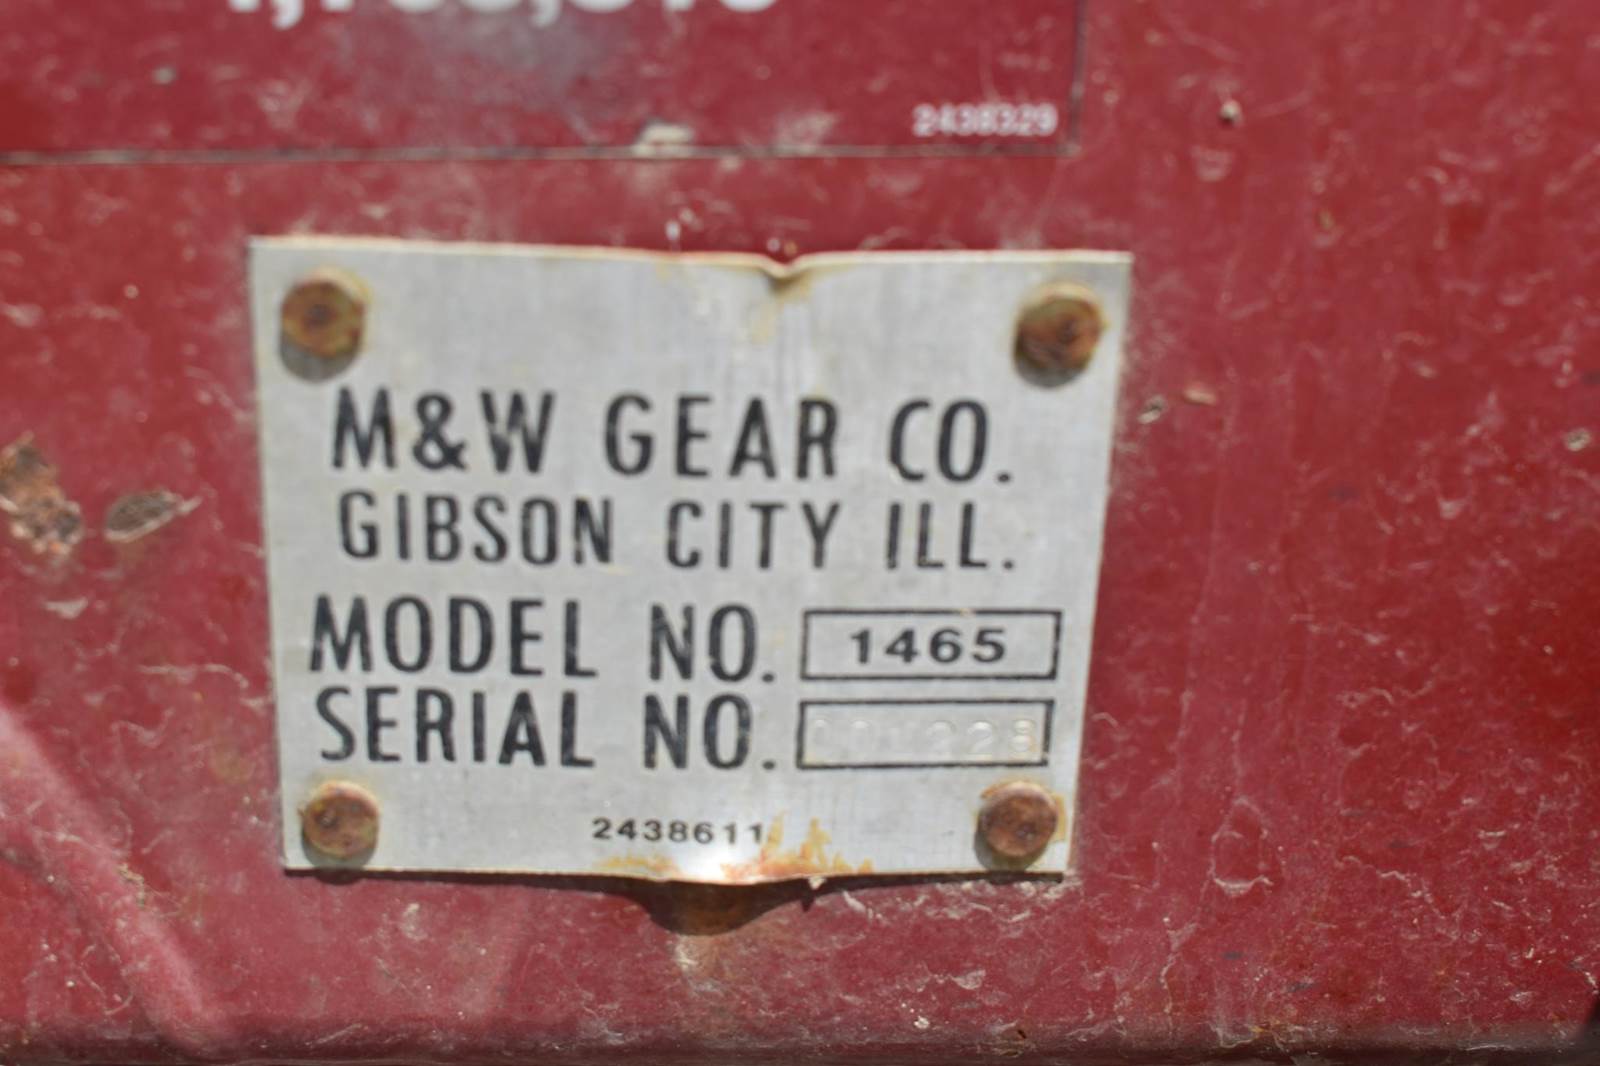 2438329
M&W GEAR CO.
GIBSON CITY ILL.
MODEL NO. 1465
SERIAL NO.
2438611